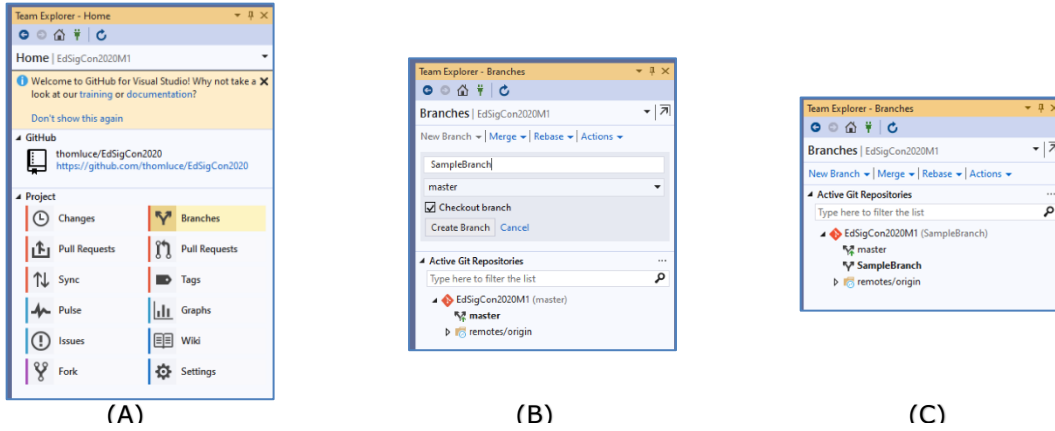 Team Explorer - Home
Home | EdSigCon2020M1
Welcome to GitHub for Visual Studio! Why not take a
look at our training or documentation?
Don't show this again
GitHub
thomluce/EdSigCon2020
https://github.com/thomluce/EdSigCon2020
Project
Changes Branches
Pull Requests Pull Requests
Sync Tags
Pulse Graphs
Issues Wiki
Fork Settings
(A)
Team Explorer - Branches
Branches | EdSigCon2020M1
New Branch | Merge | Rebase | Actions
SampleBranch
master
Checkout branch
Create Branch Cancel
Active Git Repositories ...
Type here to filter the list
EdSigCon2020M1 (master)
master
remotes/origin
(B)
Team Explorer - Branches
Branches | EdSigCon2020M1
New Branch | Merge | Rebase | Actions
Active Git Repositories ...
Type here to filter the list
EdSigCon2020M1 (SampleBranch)
master
SampleBranch
remotes/origin
(C)